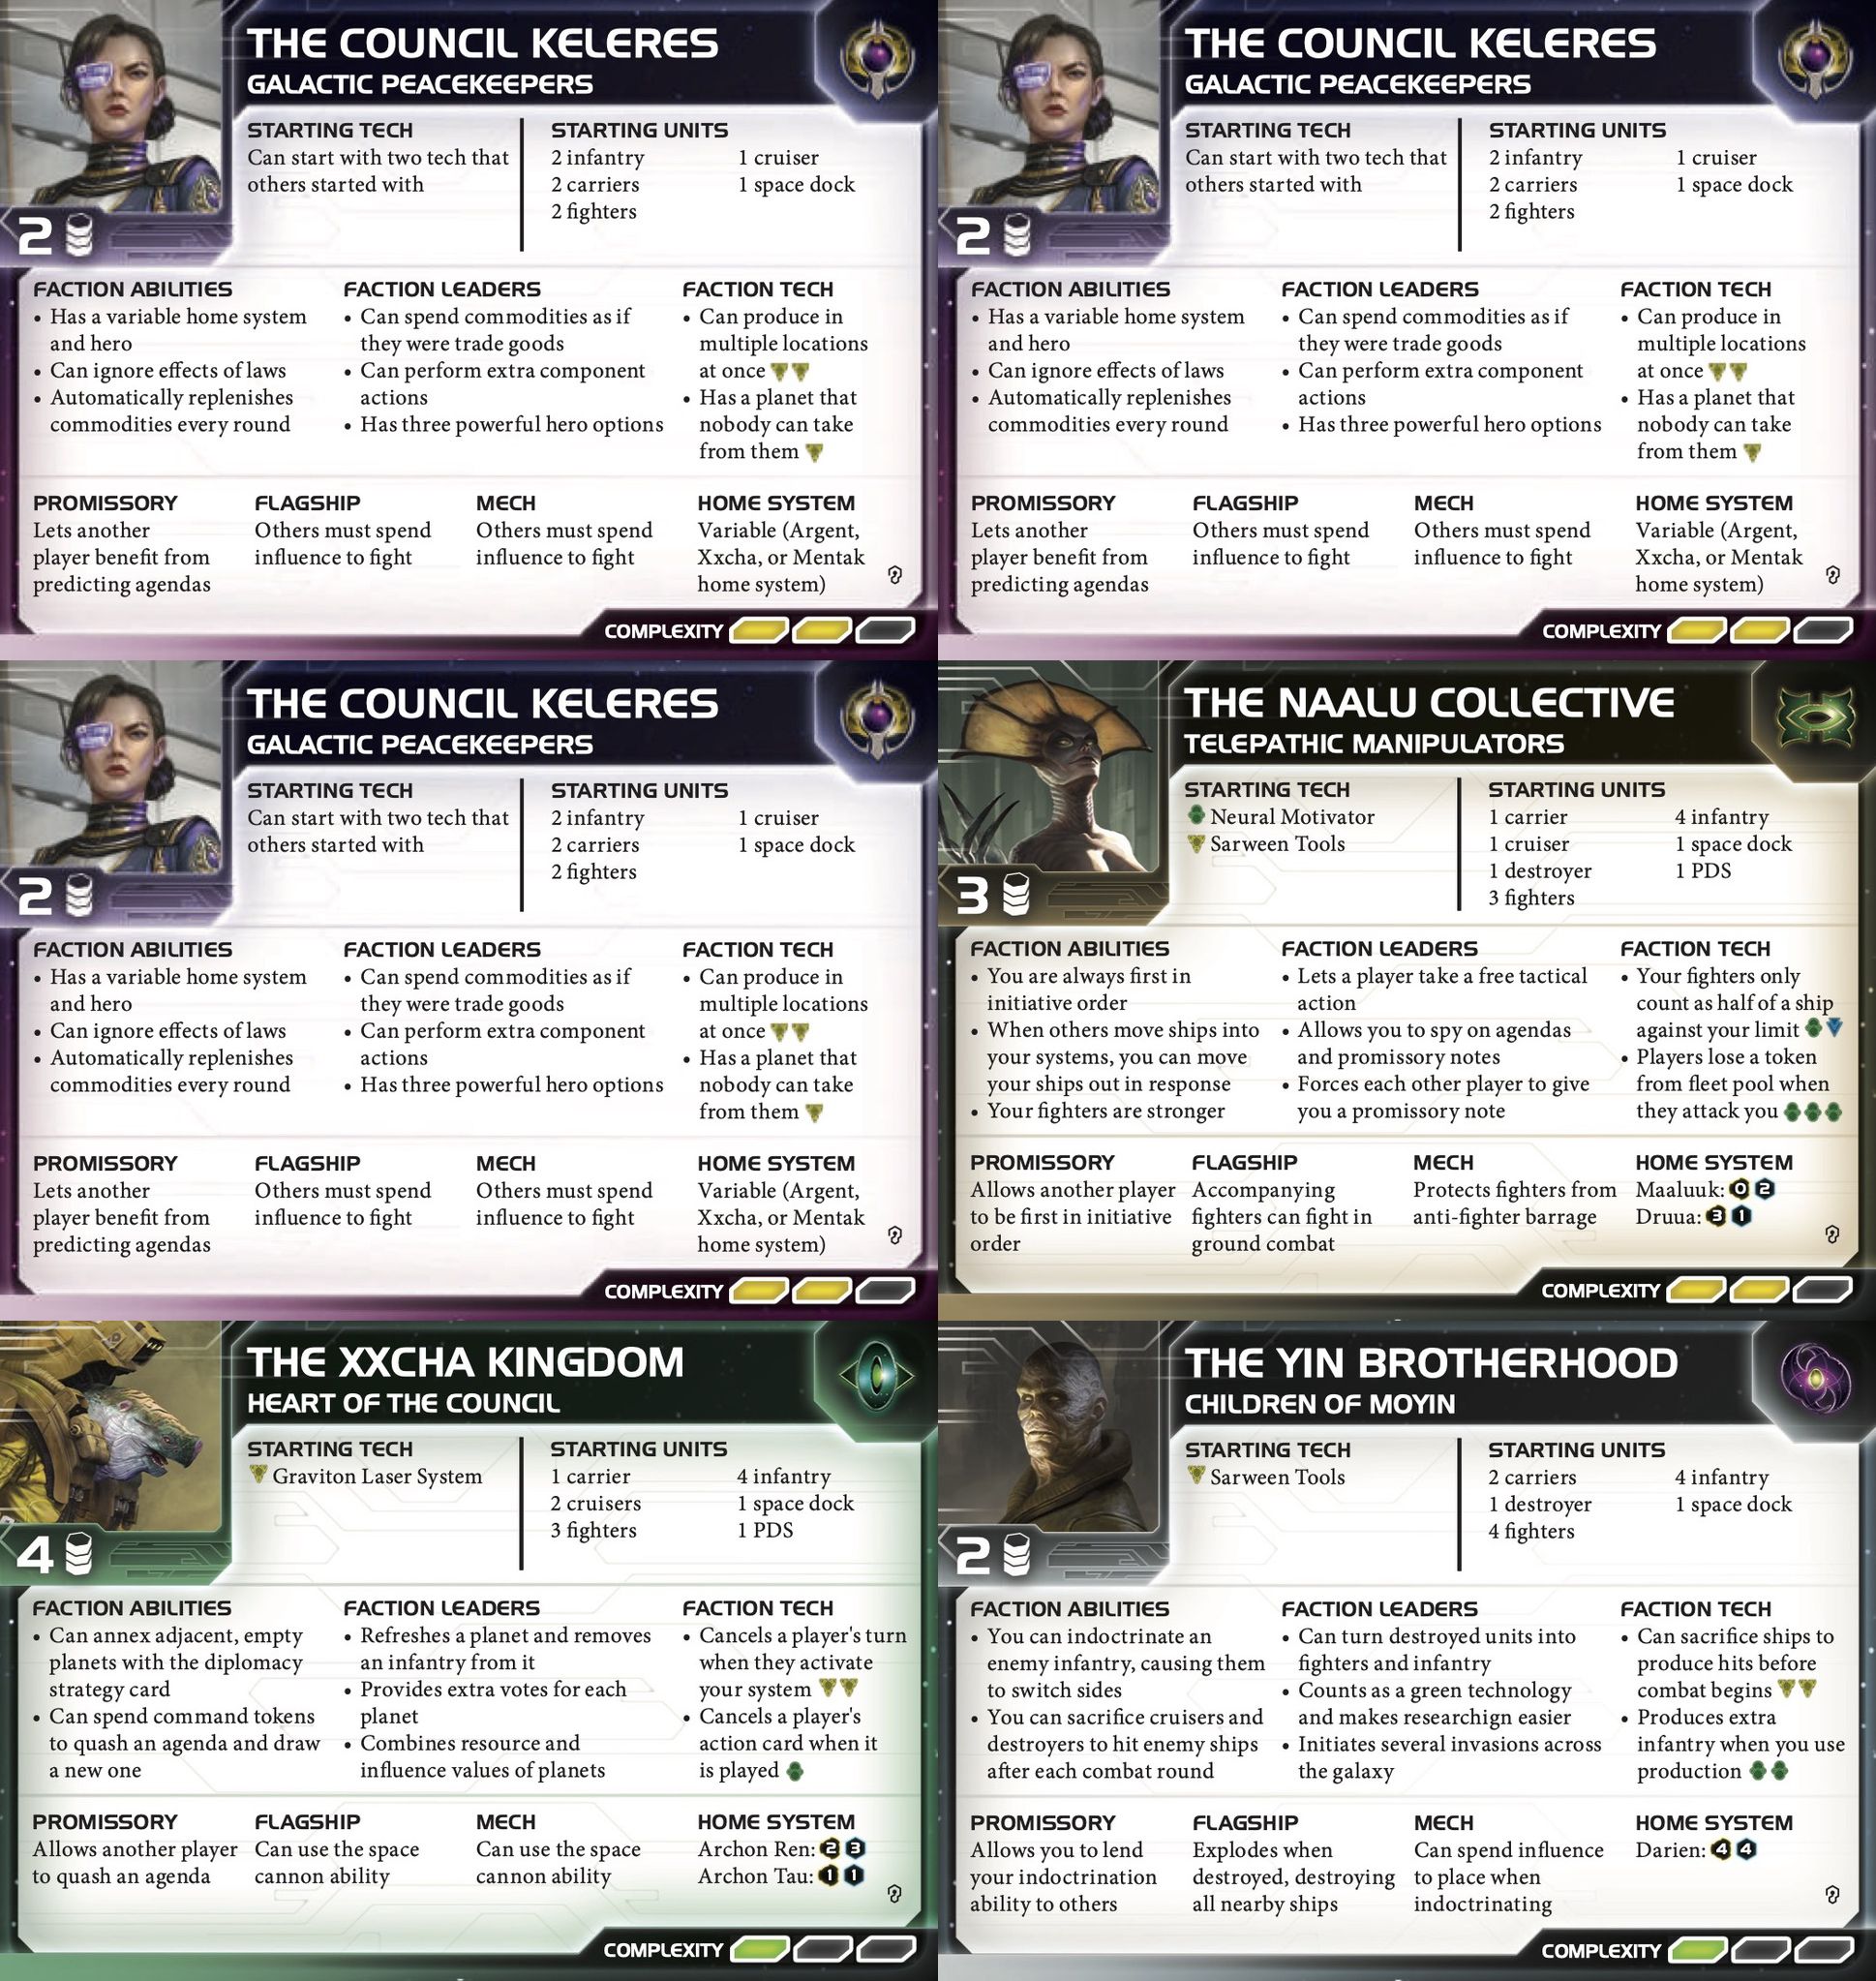 THE COUNCIL KELERES
GALACTIC PEACEKEEPERS
STARTING TECH
Can start with two tech that
others started with
STARTING UNITS
2 infantry
2 carriers
2 fighters
1 cruiser
1 space dock
2
FACTION ABILITIES
• Has a variable home system
and hero
• Can ignore effects of laws
• Automatically replenishes
commodities every round
FACTION LEADERS
• Can spend commodities as if
they were trade goods
• Can perform extra component
actions
• Has three powerful hero options
FACTION TECH
• Can produce in
multiple locations
at once
• Has a planet that
nobody can take
from them
PROMISSORY
Lets another
player benefit from
predicting agendas
FLAGSHIP
Others must spend
influence to fight
MECH
Others must spend
influence to fight
HOME SYSTEM
Variable (Argent,
Xxcha, or Mentak
home system)
COMPLEXITY
THE COUNCIL KELERES
GALACTIC PEACEKEEPERS
STARTING TECH
Can start with two tech that
others started with
STARTING UNITS
2 infantry
2 carriers
2 fighters
1 cruiser
1 space dock
2
FACTION ABILITIES
• Has a variable home system
and hero
• Can ignore effects of laws
• Automatically replenishes
commodities every round
FACTION LEADERS
• Can spend commodities as if
they were trade goods
• Can perform extra component
actions
• Has three powerful hero options
FACTION TECH
• Can produce in
multiple locations
at once
• Has a planet that
nobody can take
from them
PROMISSORY
Lets another
player benefit from
predicting agendas
FLAGSHIP
Others must spend
influence to fight
MECH
Others must spend
influence to fight
HOME SYSTEM
Variable (Argent,
Xxcha, or Mentak
home system)
COMPLEXITY
THE COUNCIL KELERES
GALACTIC PEACEKEEPERS
STARTING TECH
Can start with two tech that
others started with
STARTING UNITS
2 infantry
2 carriers
2 fighters
1 cruiser
1 space dock
2
FACTION ABILITIES
• Has a variable home system
and hero
• Can ignore effects of laws
• Automatically replenishes
commodities every round
FACTION LEADERS
• Can spend commodities as if
they were trade goods
• Can perform extra component
actions
• Has three powerful hero options
FACTION TECH
• Can produce in
multiple locations
at once
• Has a planet that
nobody can take
from them
PROMISSORY
Lets another
player benefit from
predicting agendas
FLAGSHIP
Others must spend
influence to fight
MECH
Others must spend
influence to fight
HOME SYSTEM
Variable (Argent,
Xxcha, or Mentak
home system)
COMPLEXITY
THE NAALU COLLECTIVE
TELEPATHIC MANIPULATORS
STARTING TECH
Neural Motivator
Sarween Tools
STARTING UNITS
1 carrier
1 cruiser
1 destroyer
3 fighters
4 infantry
1 space dock
1 PDS
3
FACTION ABILITIES
• You are always first in
initiative order
• When others move ships into
your systems, you can move
your ships out in response
• Your fighters are stronger
FACTION LEADERS
• Lets a player take a free tactical
action
• Allows you to spy on agendas
and promissory notes
• Forces each other player to give
you a promissory note
FACTION TECH
• Your fighters only
count as half of a ship
against your limit
• Players lose a token
from fleet pool when
they attack you
PROMISSORY
Allows another player
to be first in initiative
order
FLAGSHIP
Accompanying
fighters can fight in
ground combat
MECH
Protects fighters from
anti-fighter barrage
HOME SYSTEM
Maaluuk: 0 2
Druua: 3 1
COMPLEXITY
THE XXCHA KINGDOM
HEART OF THE COUNCIL
STARTING TECH
Graviton Laser System
STARTING UNITS
1 carrier
2 cruisers
3 fighters
4 infantry
1 space dock
1 PDS
4
FACTION ABILITIES
• Can annex adjacent, empty
planets with the diplomacy
strategy card
• Can spend command tokens
to quash an agenda and draw
a new one
FACTION LEADERS
• Refreshes a planet and removes
an infantry from it
• Provides extra votes for each
planet
• Combines resource and
influence values of planets
FACTION TECH
• Cancels a player's turn
when they activate
your system
• Cancels a player's
action card when it
is played
PROMISSORY
Allows another player
to quash an agenda
FLAGSHIP
Can use the space
cannon ability
MECH
Can use the space
cannon ability
HOME SYSTEM
Archon Ren: 2 3
Archon Tau: 1 1
COMPLEXITY
THE YIN BROTHERHOOD
CHILDREN OF MOYIN
STARTING TECH
Sarween Tools
STARTING UNITS
2 carriers
1 destroyer
4 fighters
4 infantry
1 space dock
2
FACTION ABILITIES
• You can indoctrinate an
enemy infantry, causing them
to switch sides
• You can sacrifice cruisers and
destroyers to hit enemy ships
after each combat round
FACTION LEADERS
• Can turn destroyed units into
fighters and infantry
• Counts as a green technology
and makes researchign easier
• Initiates several invasions across
the galaxy
FACTION TECH
• Can sacrifice ships to
produce hits before
combat begins
• Produces extra
infantry when you use
production
PROMISSORY
Allows you to lend
your indoctrination
ability to others
FLAGSHIP
Explodes when
destroyed, destroying
all nearby ships
MECH
Can spend influence
to place when
indoctrinating
HOME SYSTEM
Darien: 4 4
COMPLEXITY